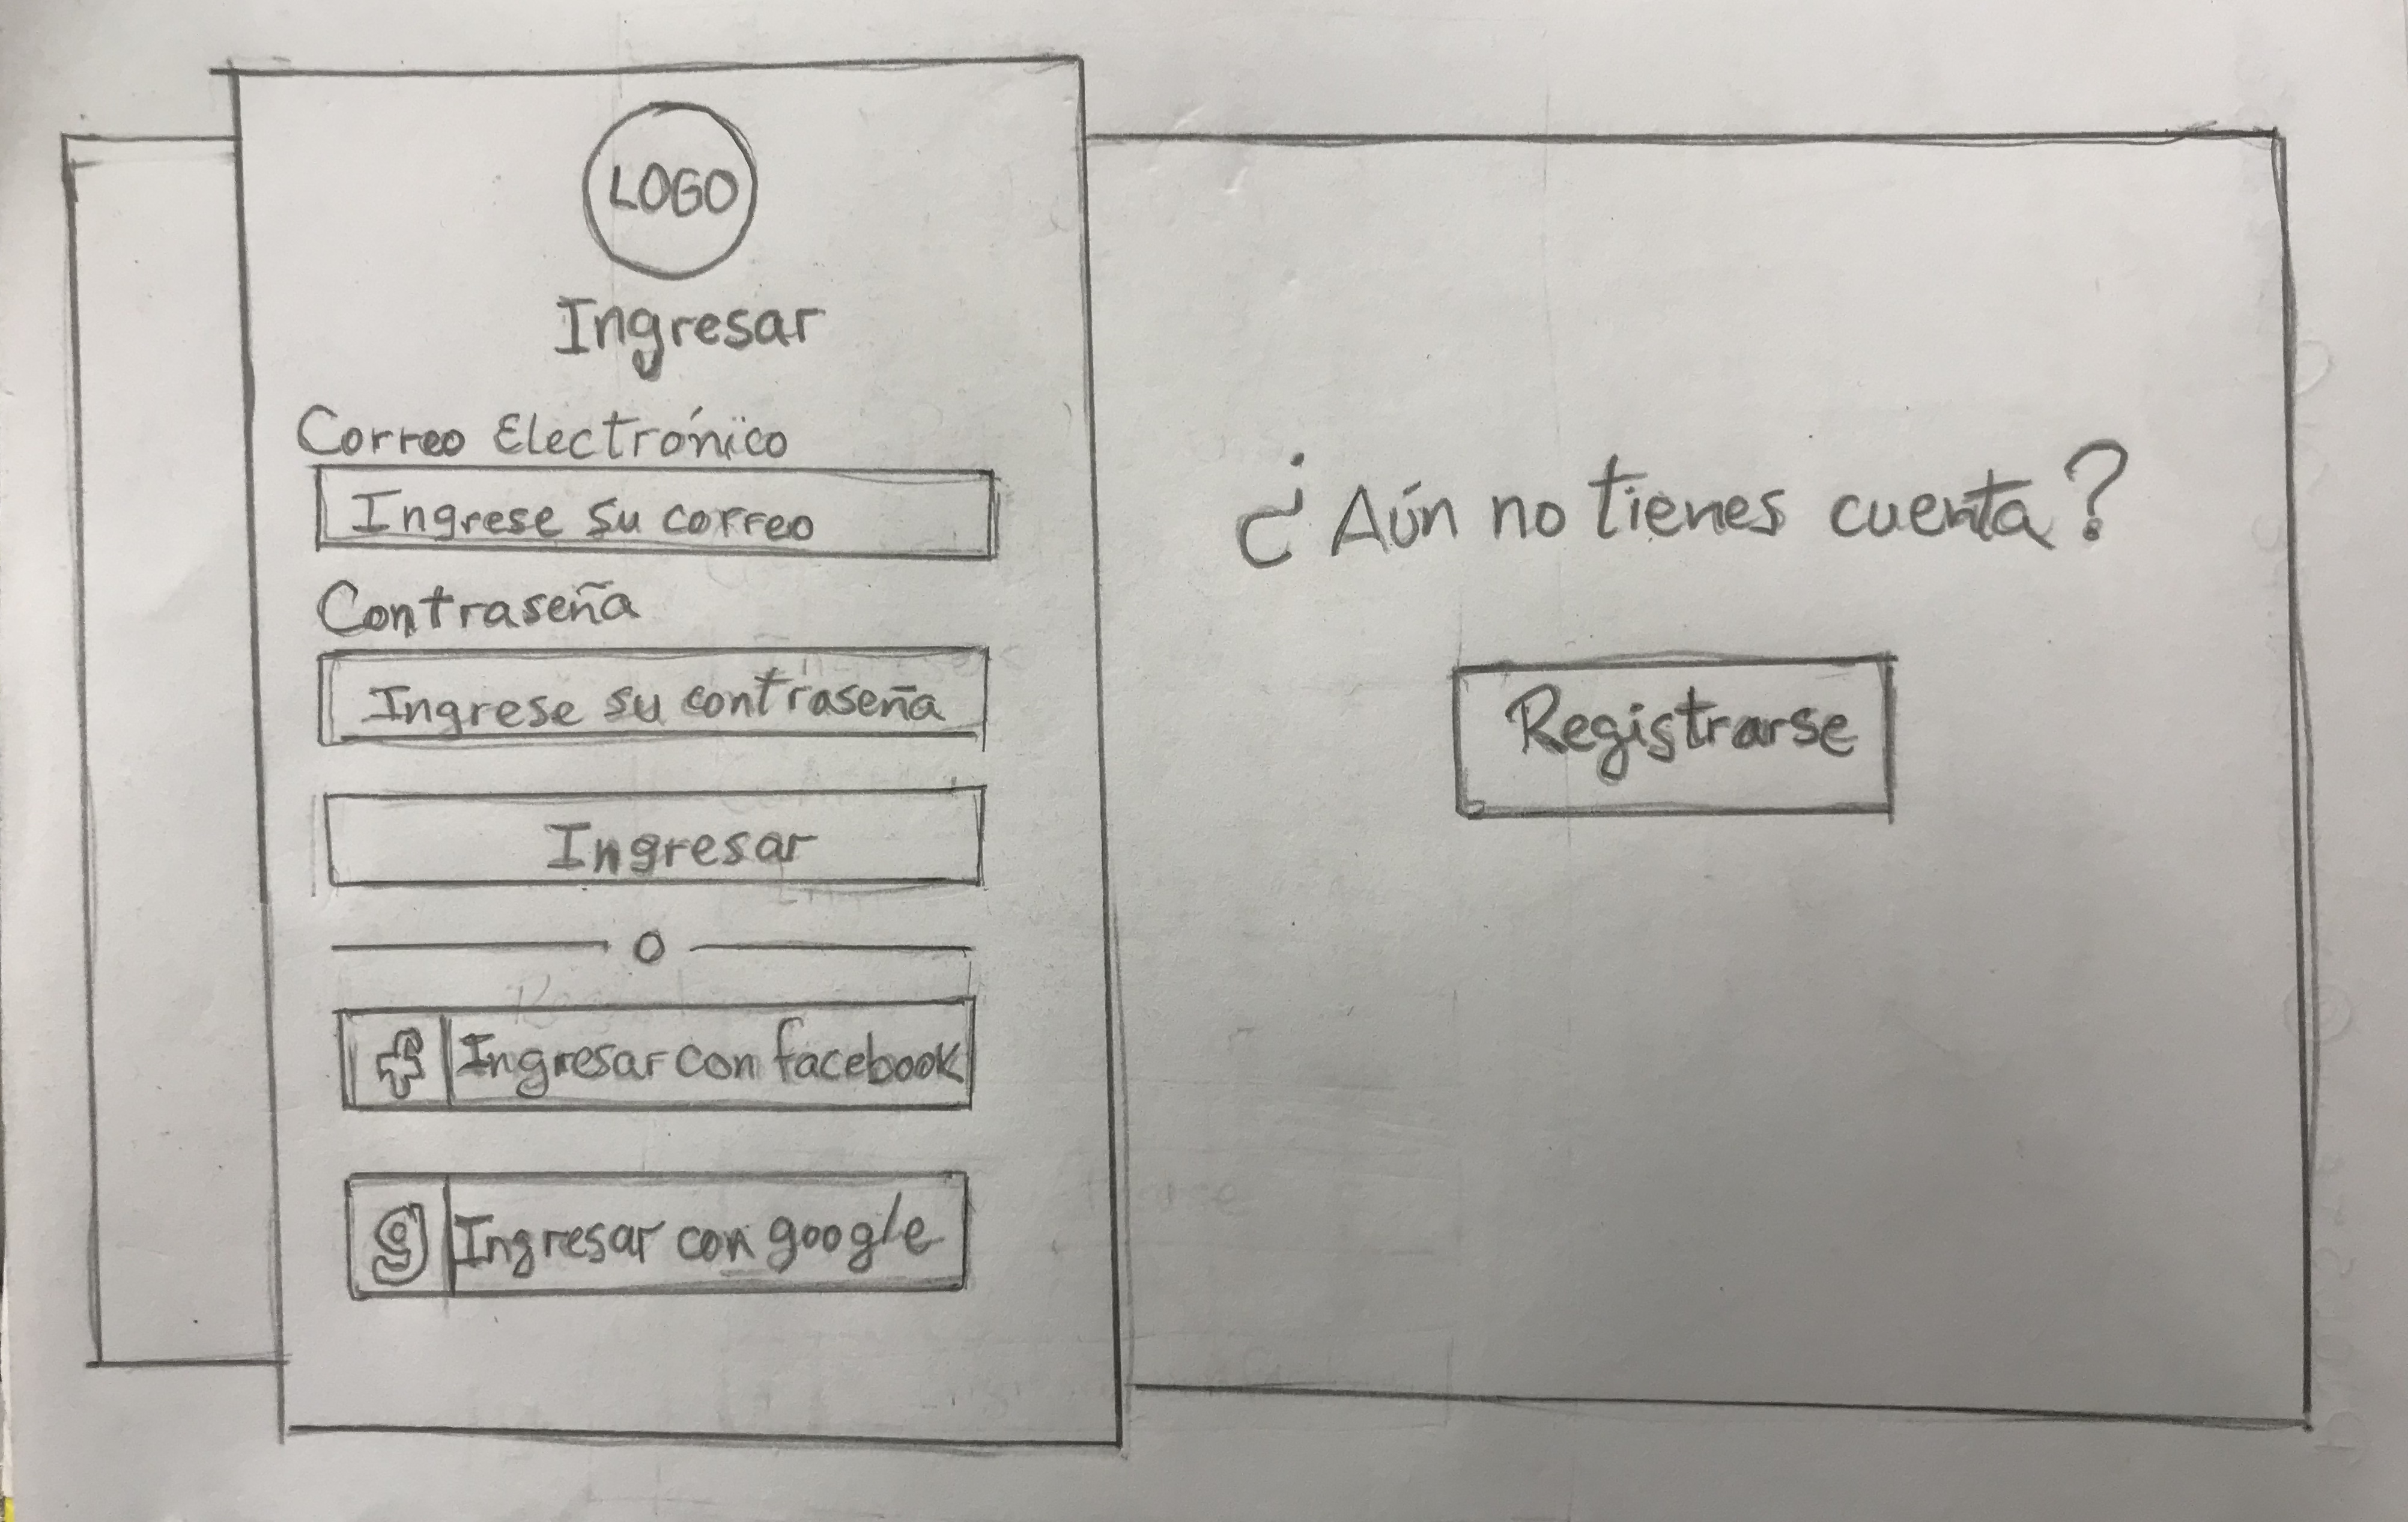 LOGO
Ingresar
Correo Electrónico
Ingrese su correo
Contraseña
Ingrese su contraseña
Ingresar
O
f Ingresar con facebook
g Ingresar con google
¿Aún no tienes cuenta?
Registrarse